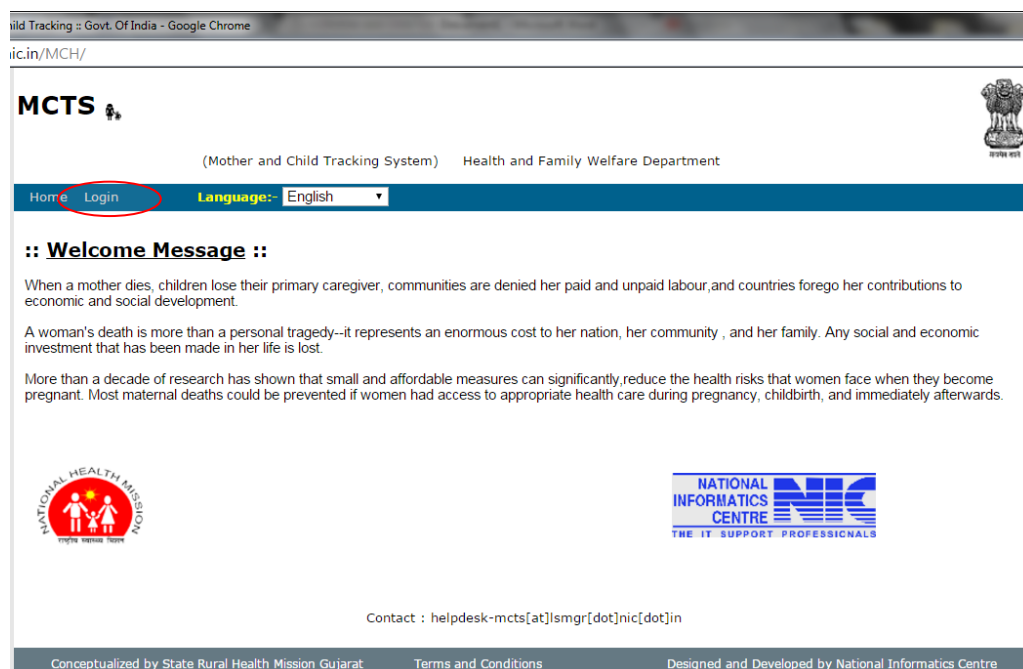 ild Tracking :: Govt. Of India - Google Chrome
ic.in/MCH/
MCTS
(Mother and Child Tracking System) Health and Family Welfare Department
Home Login Language:- English
:: Welcome Message ::
When a mother dies, children lose their primary caregiver, communities are denied her paid and unpaid labour,and countries forego her contributions to
economic and social development.
A woman's death is more than a personal tragedy--it represents an enormous cost to her nation, her community , and her family. Any social and economic
investment that has been made in her life is lost.
More than a decade of research has shown that small and affordable measures can significantly,reduce the health risks that women face when they become
pregnant. Most maternal deaths could be prevented if women had access to appropriate health care during pregnancy, childbirth, and immediately afterwards.
NATIONAL HEALTH MISSION
राष्ट्रीय स्वास्थ्य मिशन
NATIONAL
INFORMATICS
CENTRE
NIC
THE IT SUPPORT PROFESSIONALS
Contact : helpdesk-mcts[at]lsmgr[dot]nic[dot]in
Conceptualized by State Rural Health Mission Gujarat Terms and Conditions Designed and Developed by National Informatics Centre